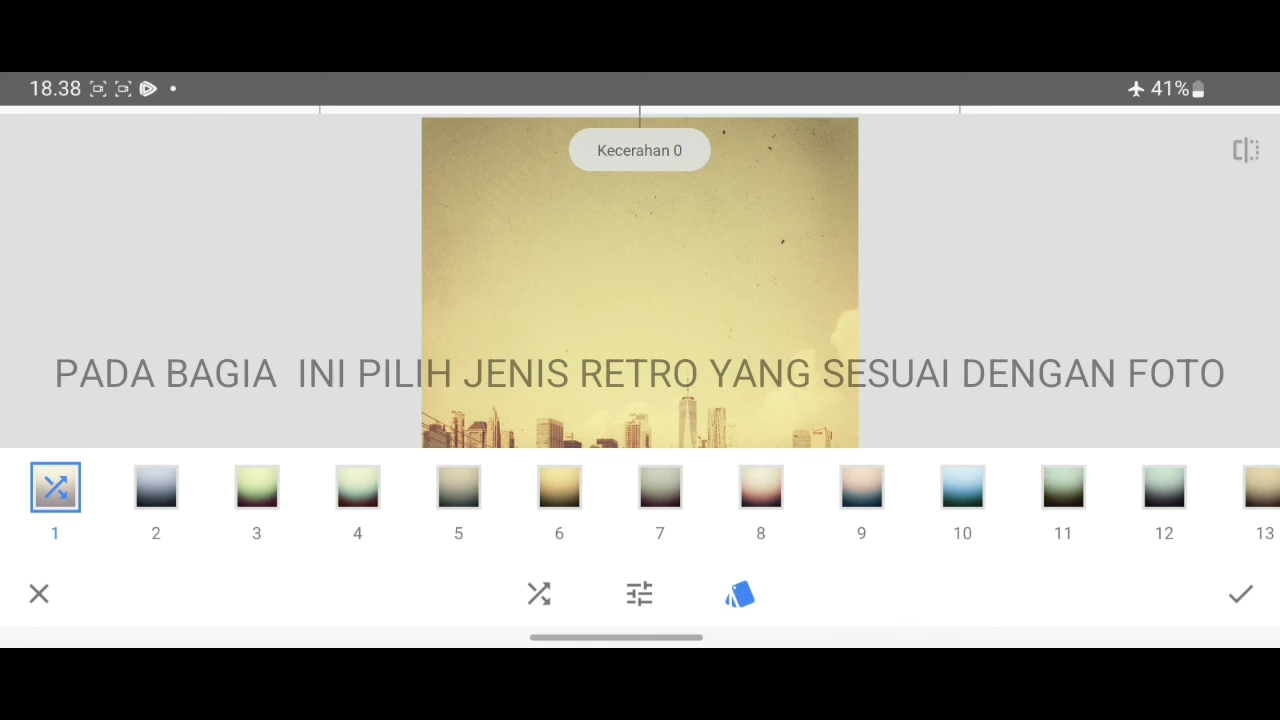 18.38
41%
Kecerahan 0
PADA BAGIA  INI PILIH JENIS RETRO YANG SESUAI DENGAN FOTO
1 2 3 4 5 6 7 8 9 10 11 12 13